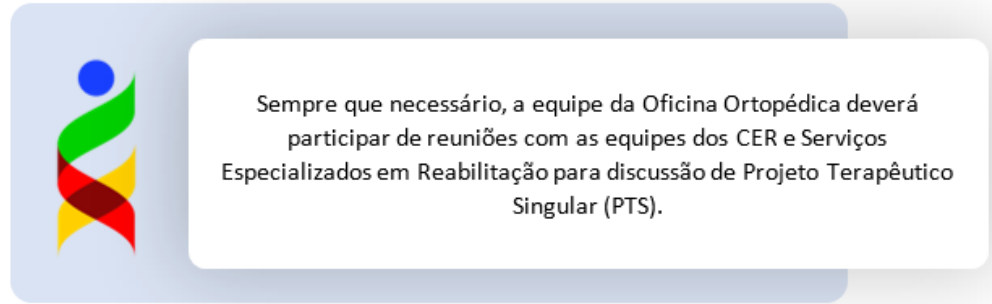 Sempre que necessário, a equipe da Oficina Ortopédica deverá
participar de reuniões com as equipes dos CER e Serviços
Especializados em Reabilitação para discussão de Projeto Terapêutico
Singular (PTS).